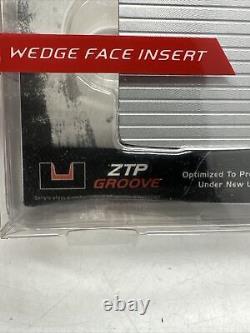 WEDGE FACE INSERT
ZTP
GROOVE
Optimized To Pr
Under New U